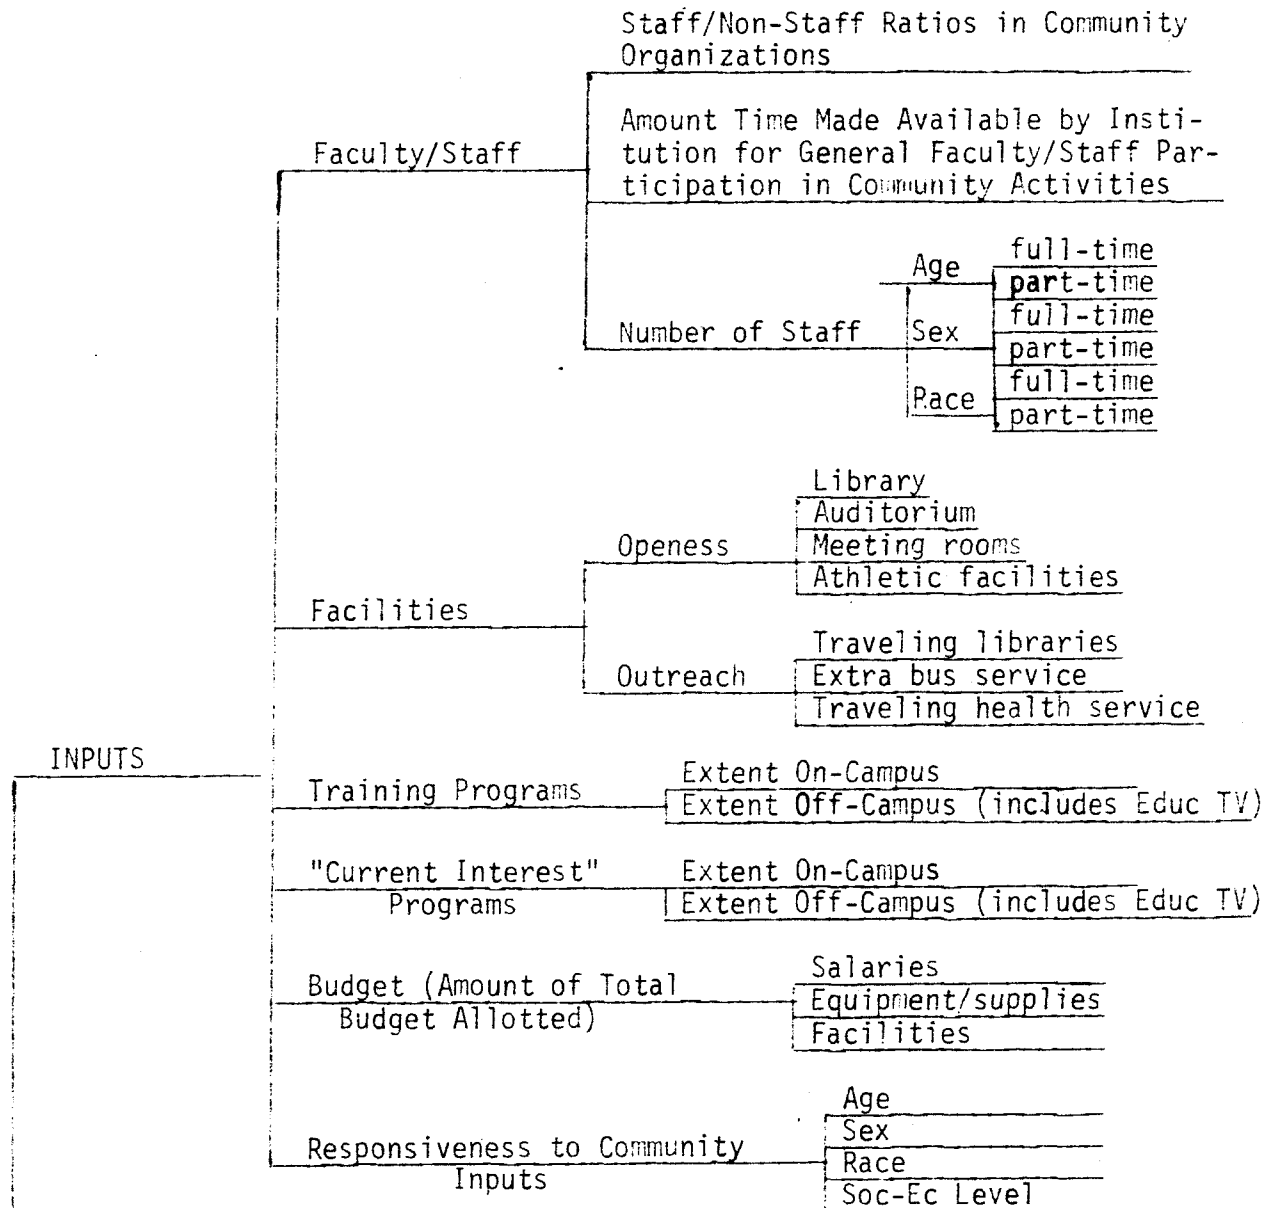 Staff/Non-Staff Ratios in Community
Organizations
Faculty/Staff
Amount Time Made Available by Insti-
tution for General Faculty/Staff Par-
ticipation in Community Activities
Number of Staff
Age
full-time
part-time
Sex
full-time
part-time
Race
full-time
part-time
Facilities
Openess
Library
Auditorium
Meeting rooms
Athletic facilities
Outreach
Traveling libraries
Extra bus service
Traveling health service
INPUTS
Training Programs
Extent On-Campus
Extent Off-Campus (includes Educ TV)
"Current Interest"
Programs
Extent On-Campus
Extent Off-Campus (includes Educ TV)
Budget (Amount of Total
Budget Allotted)
Salaries
Equipment/supplies
Facilities
Responsiveness to Community
Inputs
Age
Sex
Race
Soc-Ec Level